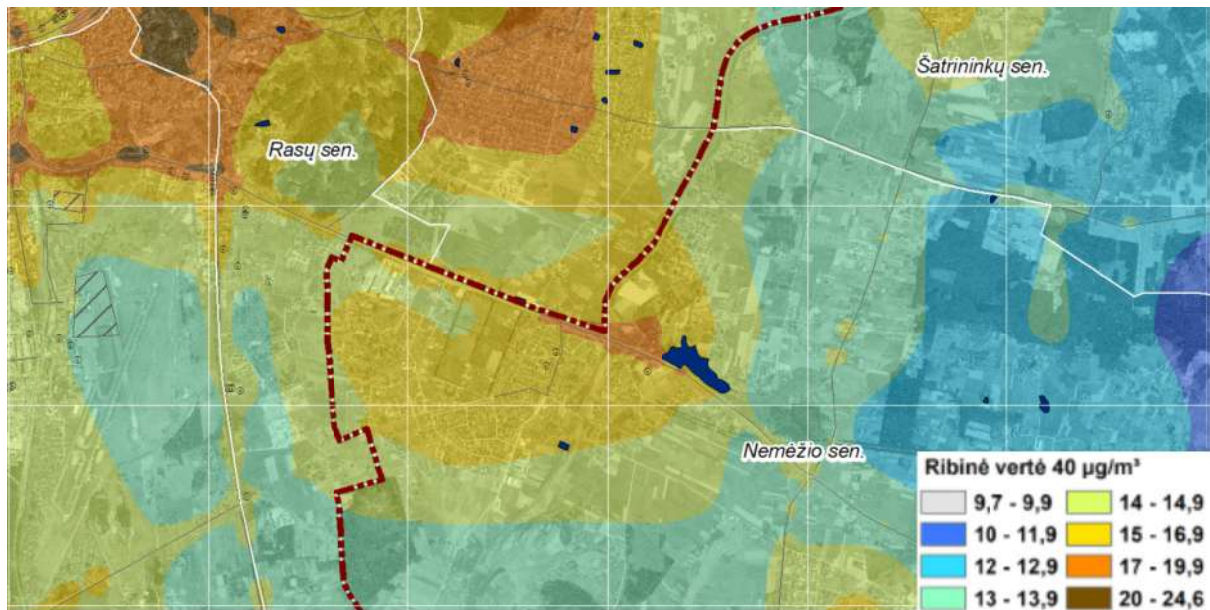 Šatrininkų sen.
Rasų sen.
Nemėžio sen.
Ribinė vertė 40 µg/m³
9,7 - 9,9
14 - 14,9
10 - 11,9
15 - 16,9
12 - 12,9
17 - 19,9
13 - 13,9
20 - 24,6